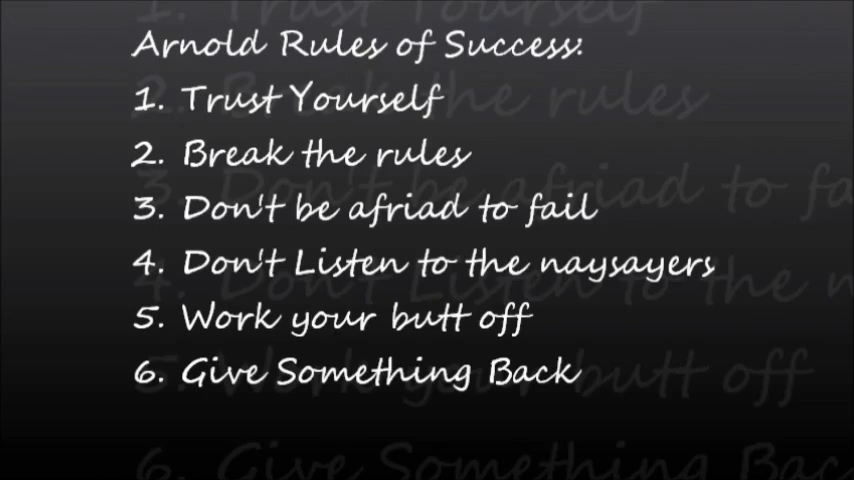 Arnold Rules of Success:
1. Trust Yourself
2. Break the rules
3. Don't be afriad to fail
4. Don't Listen to the naysayers
5. Work your butt off
6. Give Something Back